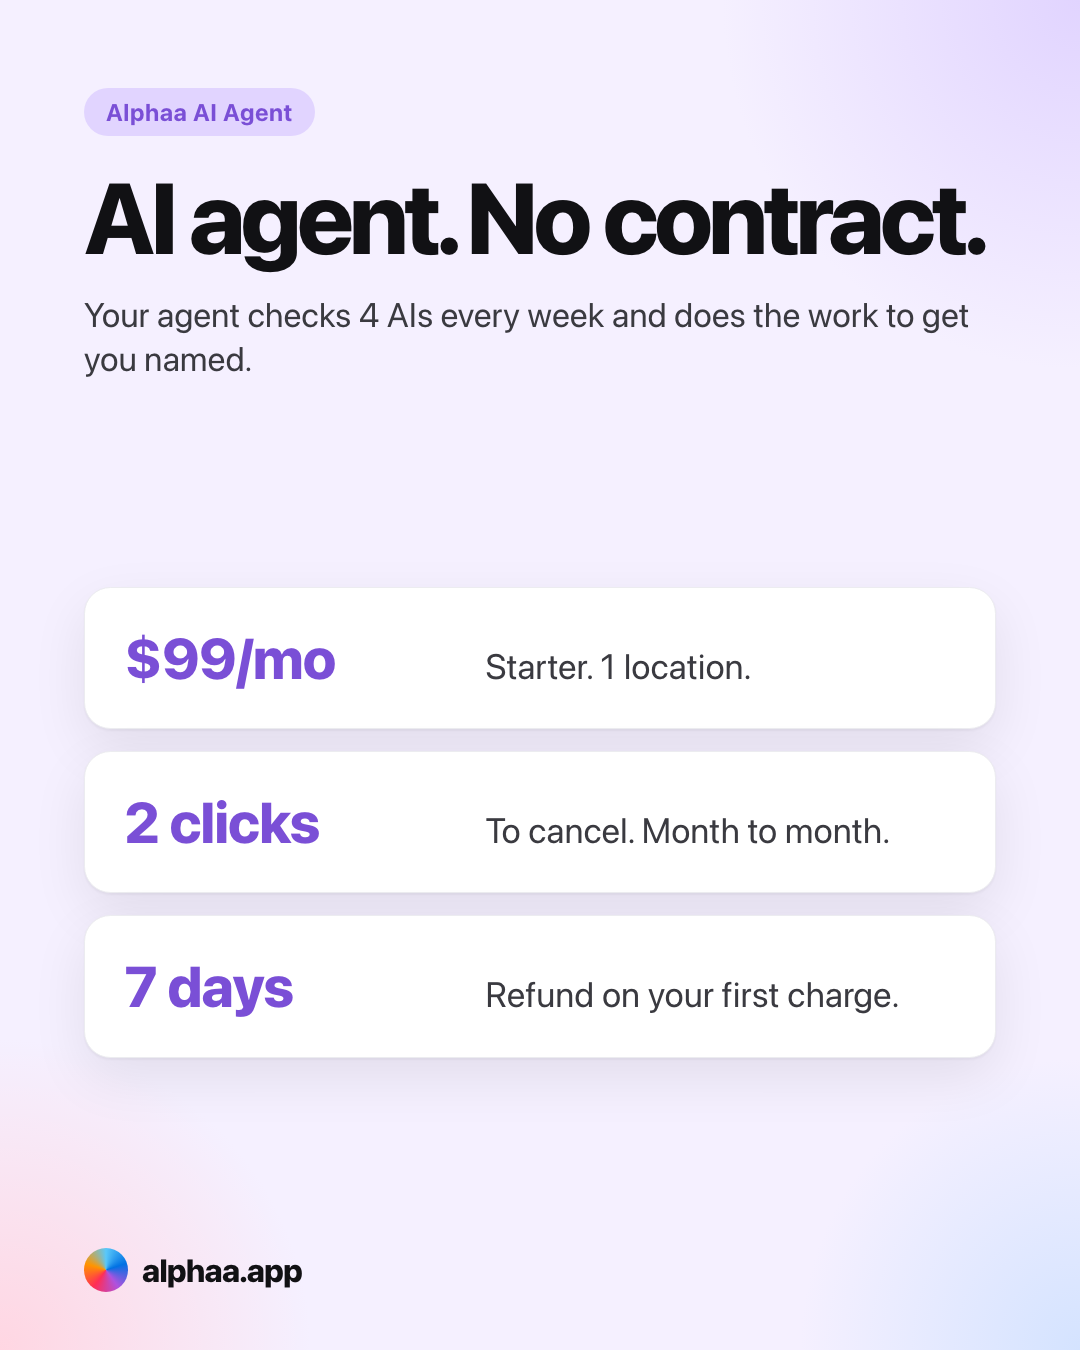 Alphaa AI Agent
AI agent. No contract.
Your agent checks 4 AIs every week and does the work to get
you named.
$99/mo Starter. 1 location.
2 clicks To cancel. Month to month.
7 days Refund on your first charge.
alphaa.app